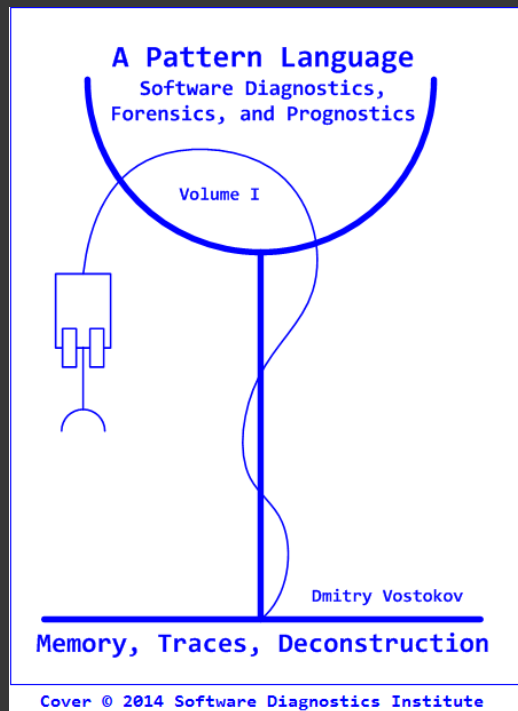 A Pattern Language
Software Diagnostics,
Forensics, and Prognostics
Volume I
Dmitry Vostokov
Memory, Traces, Deconstruction
Cover © 2014 Software Diagnostics Institute